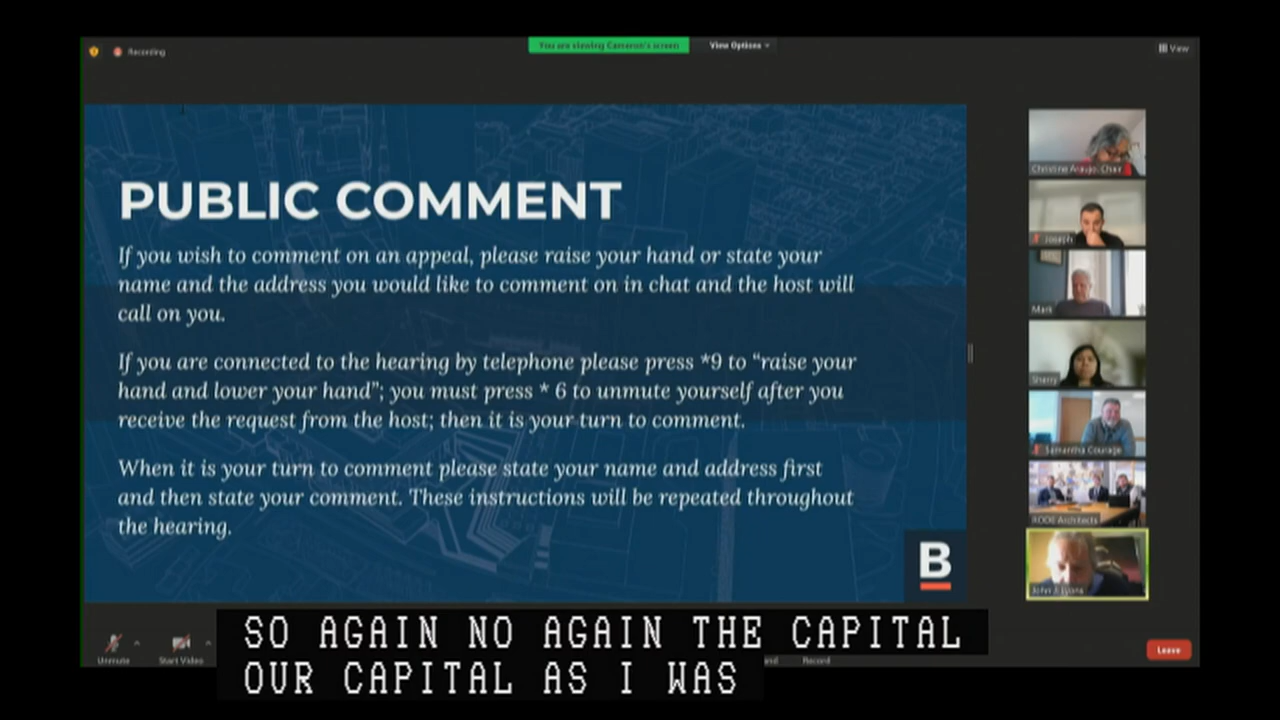 Recording
You are viewing Cameron's screen
View Options
View
PUBLIC COMMENT
If you wish to comment on an appeal, please raise your hand or state your
name and the address you would like to comment on in chat and the host will
call on you.
If you are connected to the hearing by telephone please press *9 to “raise your
hand and lower your hand”; you must press * 6 to unmute yourself after you
receive the request from the host; then it is your turn to comment.
When it is your turn to comment please state your name and address first
and then state your comment. These instructions will be repeated throughout
the hearing.
B
Christine Araujo, Chair
Joseph
Mark
Sherry
Samantha Courage
RODE Architects
John
Unmute
Start Video
Record
Leave
SO AGAIN NO AGAIN THE CAPITAL
OUR CAPITAL AS I WAS